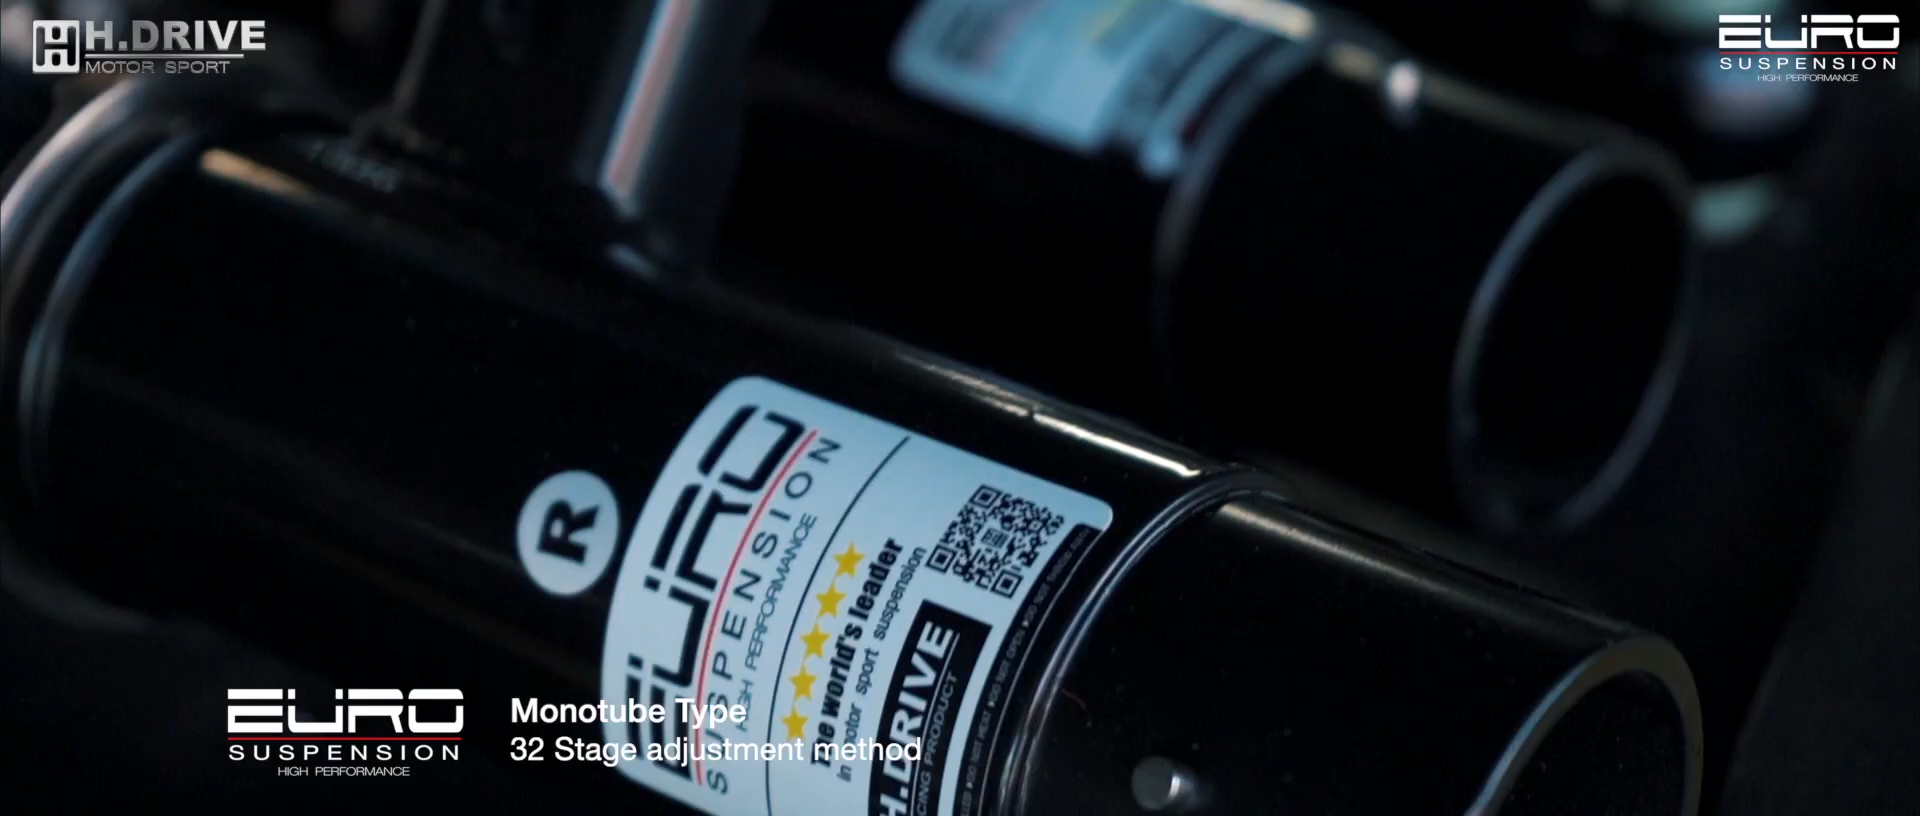 H.DRIVE
MOTOR SPORT
EURO
SUSPENSION
HIGH PERFORMANCE
R
EURO
SUSPENSION
HIGH PERFORMANCE
The world's leader
in motor sport suspension
H.DRIVE
RACING PRODUCT
EURO
SUSPENSION
HIGH PERFORMANCE
Monotube Type
32 Stage adjustment method